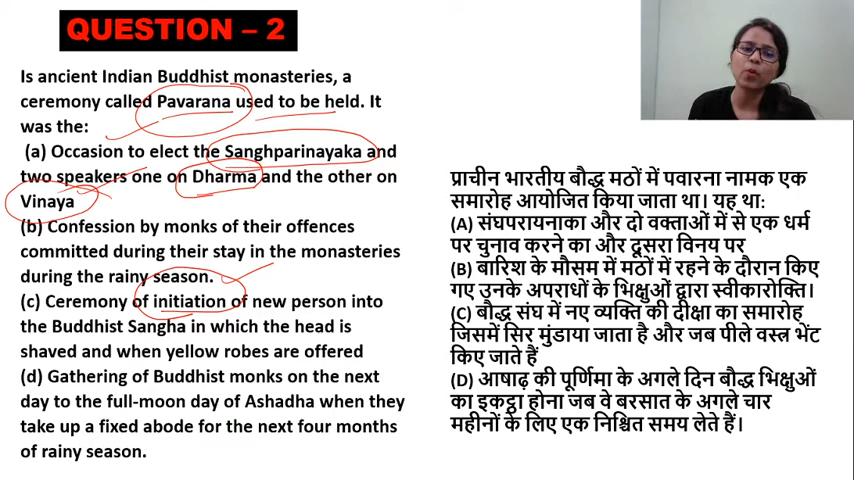 QUESTION – 2
Is ancient Indian Buddhist monasteries, a
ceremony called Pavarana used to be held. It
was the:
(a) Occasion to elect the Sanghparinayaka and
two speakers one on Dharma and the other on
Vinaya
(b) Confession by monks of their offences
committed during their stay in the monasteries
during the rainy season.
(c) Ceremony of initiation of new person into
the Buddhist Sangha in which the head is
shaved and when yellow robes are offered
(d) Gathering of Buddhist monks on the next
day to the full-moon day of Ashadha when they
take up a fixed abode for the next four months
of rainy season.
प्राचीन भारतीय बौद्ध मठों में पवारना नामक एक
समारोह आयोजित किया जाता था। यह था:
(A) संघपरायनाका और दो वक्ताओं में से एक धर्म
पर चुनाव करने का और दूसरा विनय पर
(B) बारिश के मौसम में मठों में रहने के दौरान किए
गए उनके अपराधों के भिक्षुओं द्वारा स्वीकारोक्ति।
(C) बौद्ध संघ में नए व्यक्ति की दीक्षा का समारोह
जिसमें सिर मुंडाया जाता है और जब पीले वस्त्र भेंट
किए जाते हैं
(D) आषाढ़ की पूर्णिमा के अगले दिन बौद्ध भिक्षुओं
का इकट्ठा होना जब वे बरसात के अगले चार
महीनों के लिए एक निश्चित समय लेते हैं।